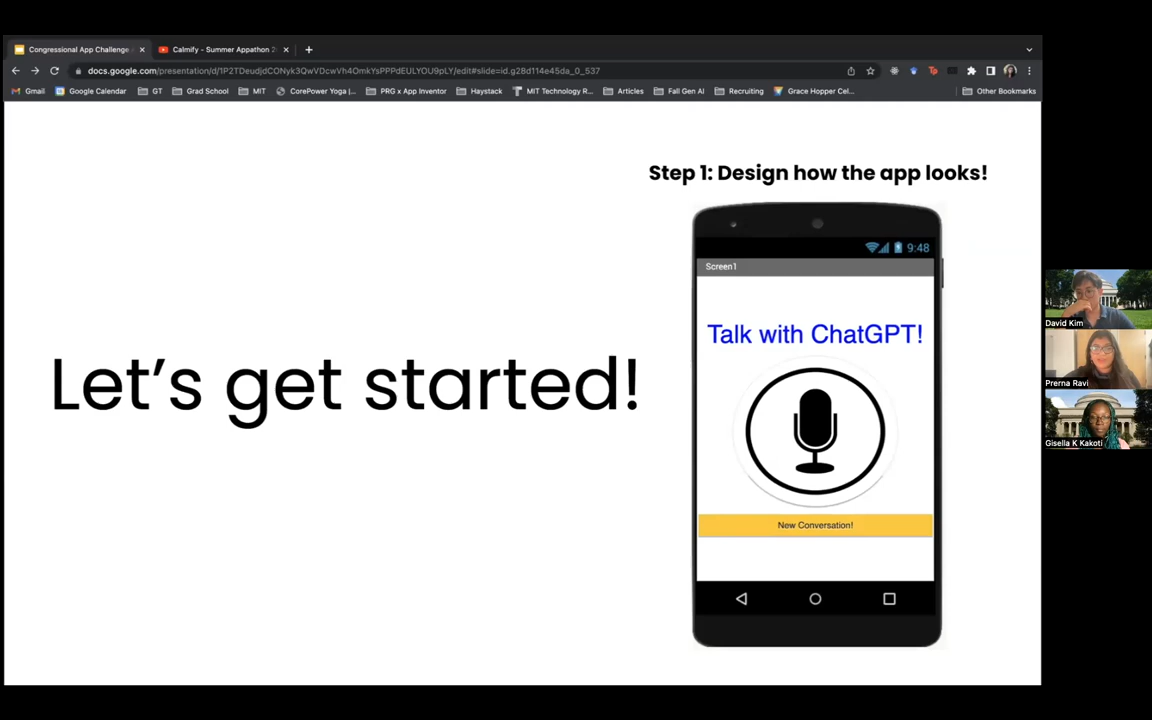 Congressional App Challenge
Calmify - Summer Appathon 2
docs.google.com/presentation/d/1P2TDeudjdCONyk3QwVDcwVh4OmkYsPPPdEULYOU9pLY/edit#slide=id.g28d114e45da_0_537
Gmail Google Calendar GT Grad School MIT CorePower Yoga |... PRG x App Inventor Haystack MIT Technology R... Articles Fall Gen AI Recruiting Grace Hopper Cel... Other Bookmarks
Step 1: Design how the app looks!
9:48
Screen1
Talk with ChatGPT!
Let's get started!
New Conversation!
David Kim
Prerna Ravi
Gisella K Kakoti